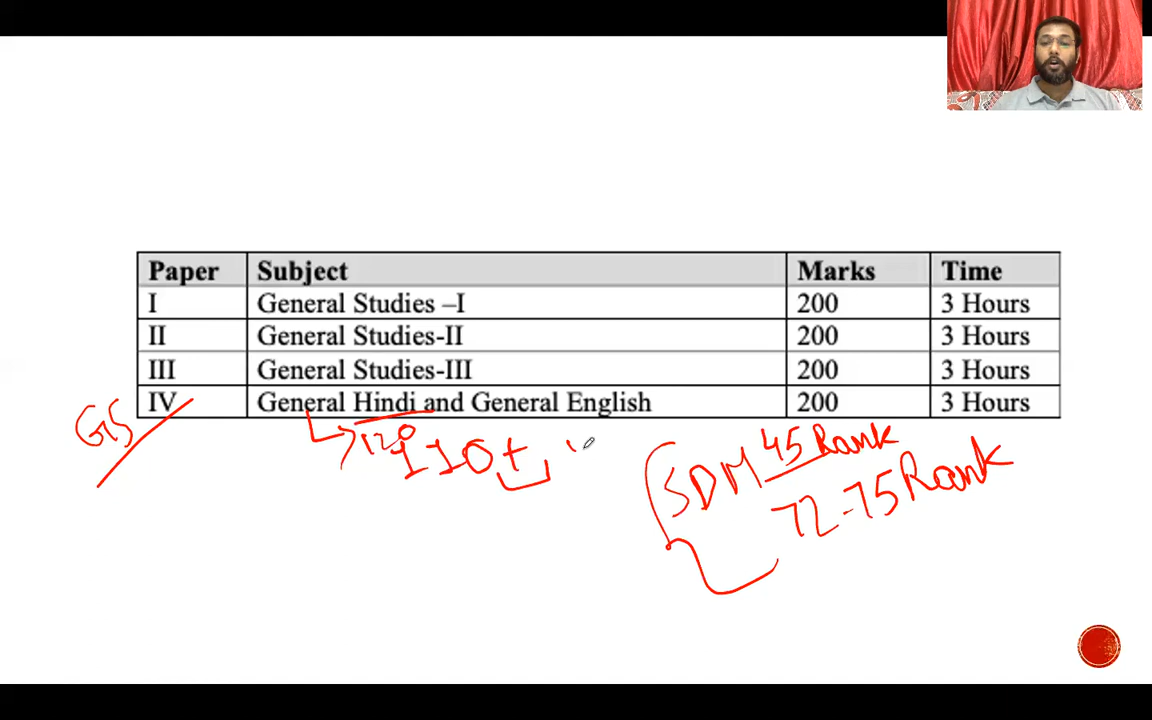 Paper Subject Marks Time
I General Studies –I 200 3 Hours
II General Studies-II 200 3 Hours
III General Studies-III 200 3 Hours
IV General Hindi and General English 200 3 Hours
GS
120
110+
SDM 45 Rank
72-75 Rank